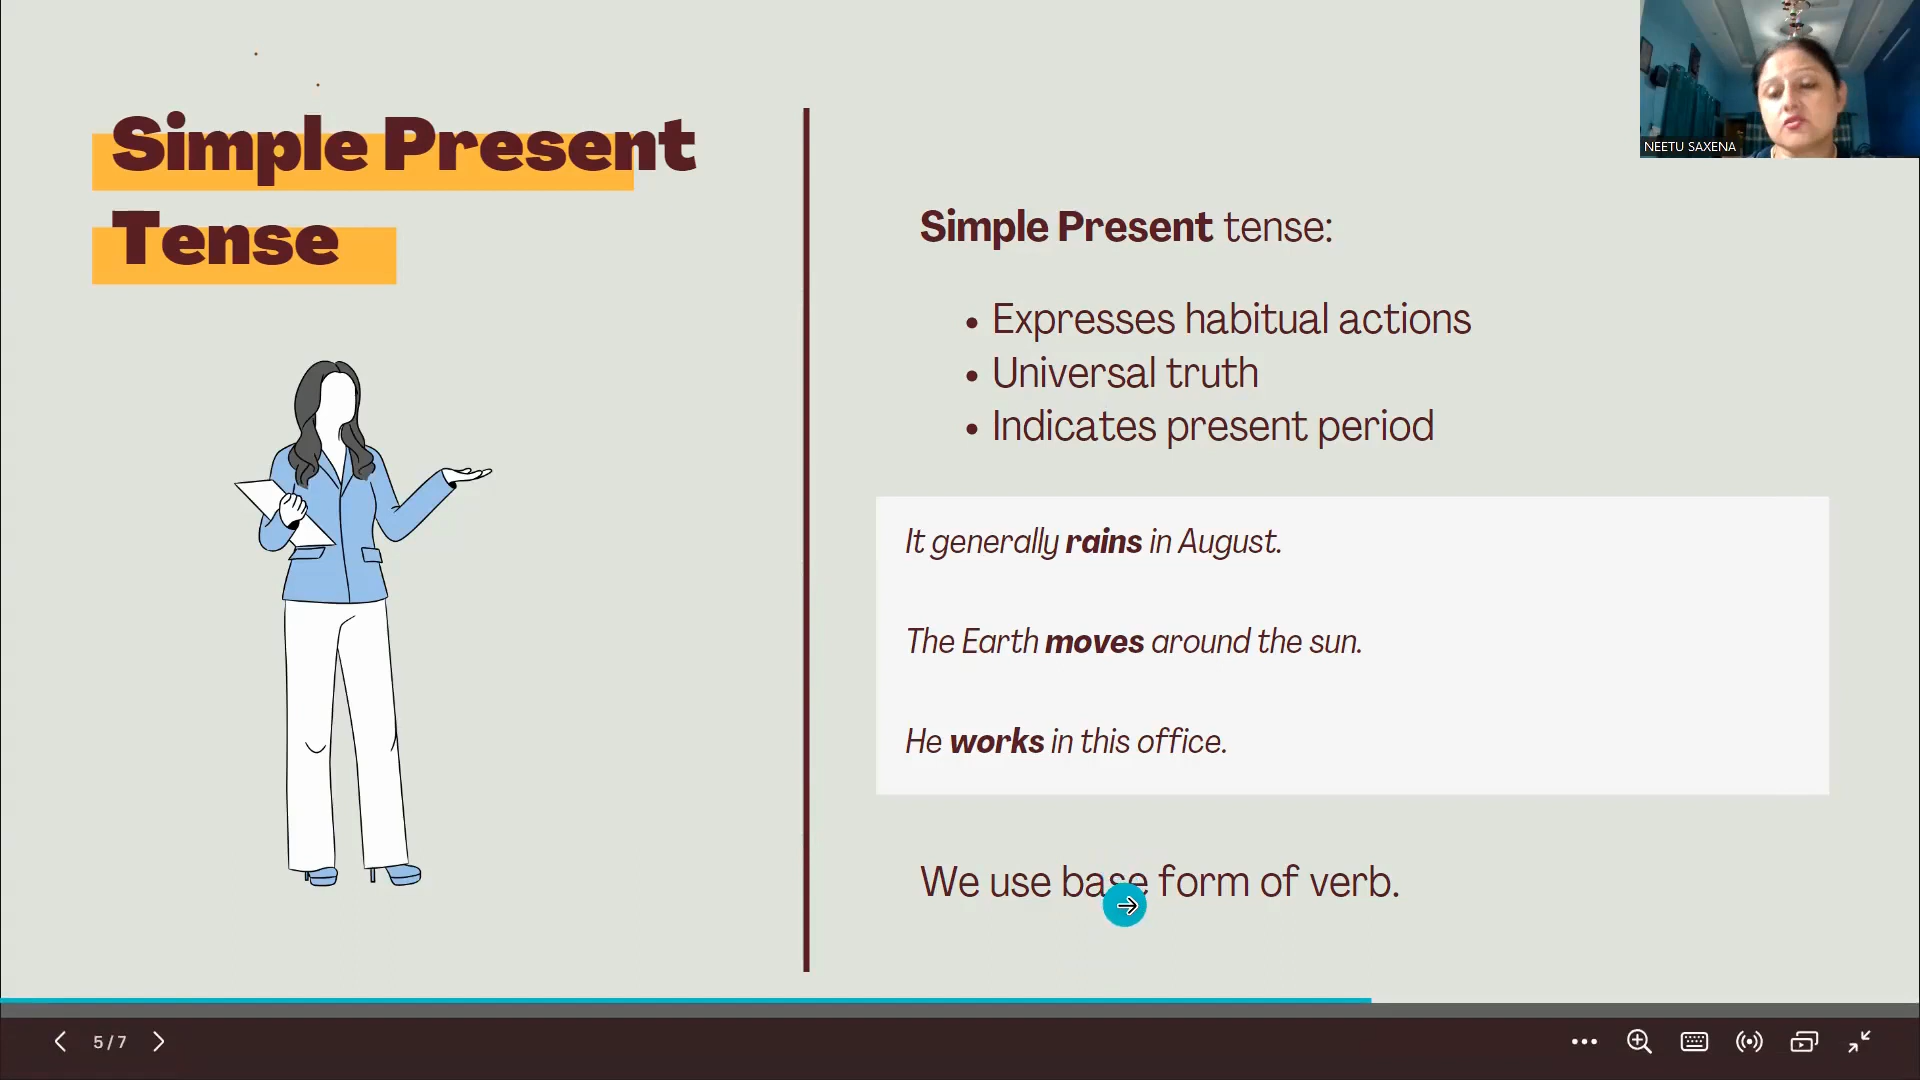 Simple Present
Tense
NEETU SAXENA
Simple Present tense:
• Expresses habitual actions
• Universal truth
• Indicates present period
It generally rains in August.
The Earth moves around the sun.
He works in this office.
We use base form of verb.
5 / 7